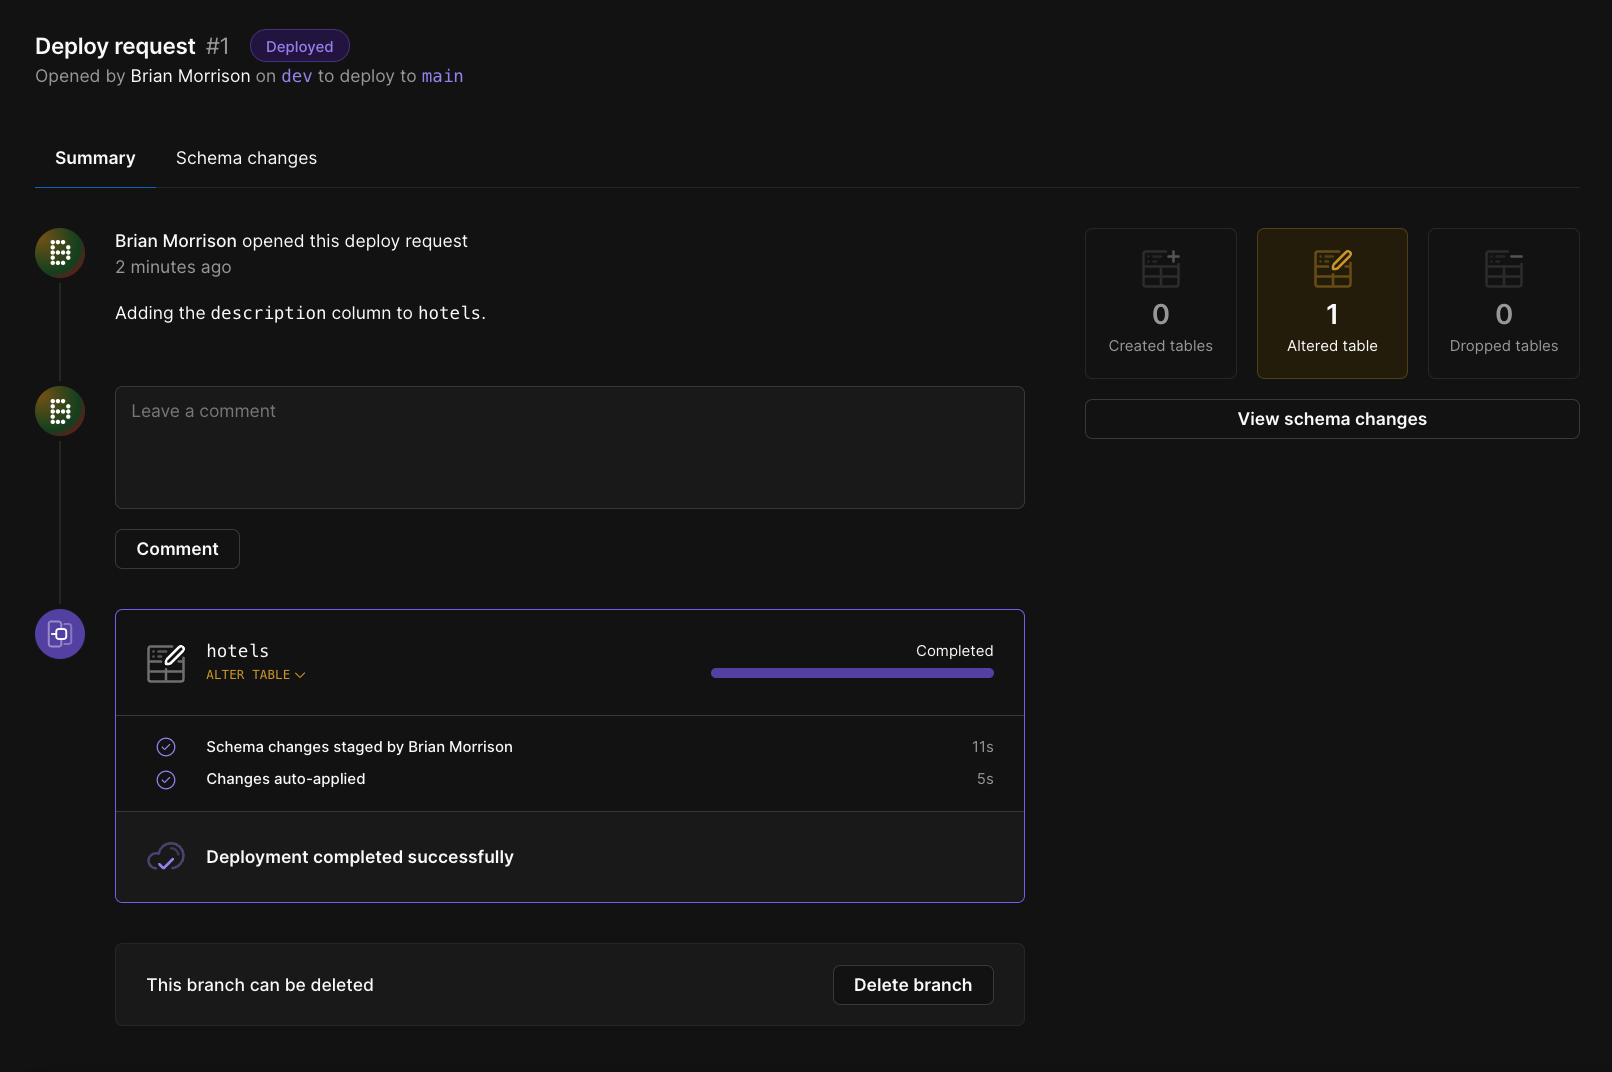 Deploy request #1 Deployed
Opened by Brian Morrison on dev to deploy to main
Summary Schema changes
Brian Morrison opened this deploy request
2 minutes ago
Adding the description column to hotels.
0
Created tables
1
Altered table
0
Dropped tables
View schema changes
Leave a comment
Comment
hotels
ALTER TABLE
Completed
Schema changes staged by Brian Morrison 11s
Changes auto-applied 5s
Deployment completed successfully
This branch can be deleted
Delete branch